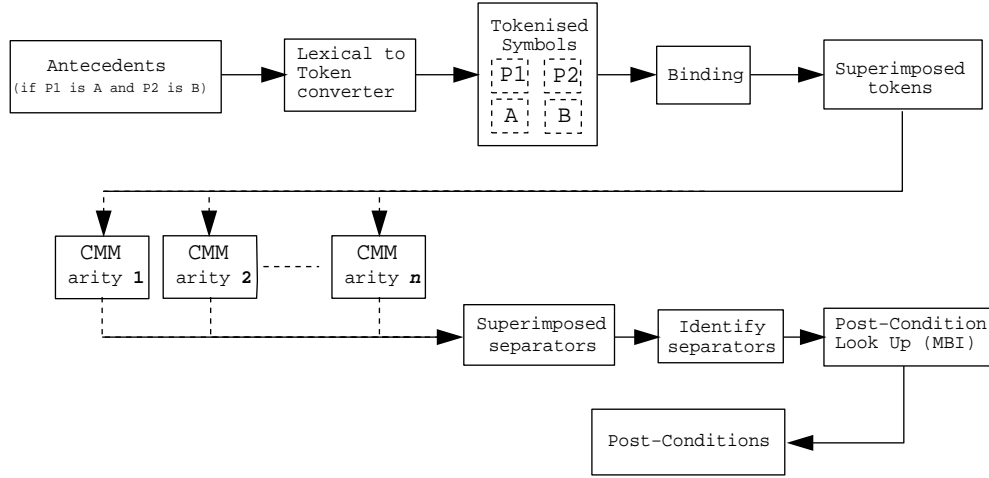 Antecedents
(if P1 is A and P2 is B)
Lexical to
Token
converter
Tokenised
Symbols
P1 P2
A B
Binding
Superimposed
tokens
CMM
arity 1
CMM
arity 2
CMM
arity n
Superimposed
separators
Identify
separators
Post-Condition
Look Up (MBI)
Post-Conditions